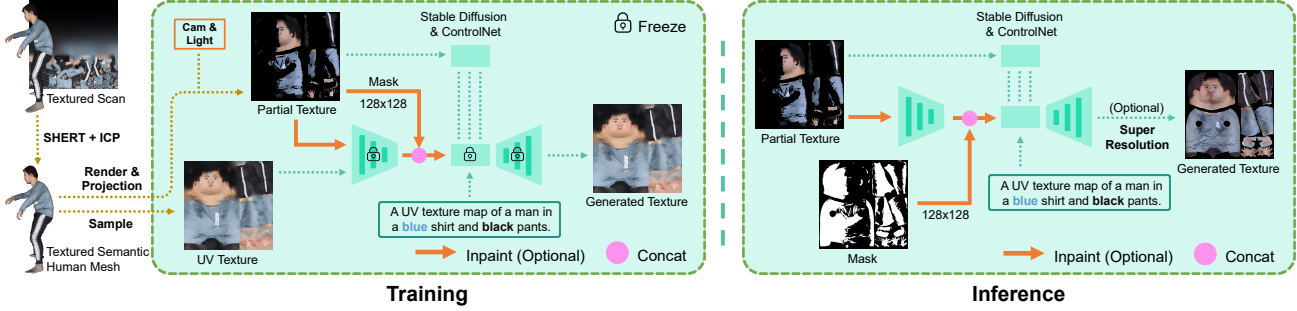 Textured Scan
SHERT + ICP
Render &
Projection
Sample
Textured Semantic
Human Mesh
Cam &
Light
Partial Texture
Mask
128x128
Stable Diffusion
& ControlNet
Freeze
UV Texture
A UV texture map of a man in
a blue shirt and black pants.
Generated Texture
Inpaint (Optional)
Concat
Training
Partial Texture
Stable Diffusion
& ControlNet
Mask
128x128
A UV texture map of a man in
a blue shirt and black pants.
(Optional)
Super
Resolution
Generated Texture
Inpaint (Optional)
Concat
Inference